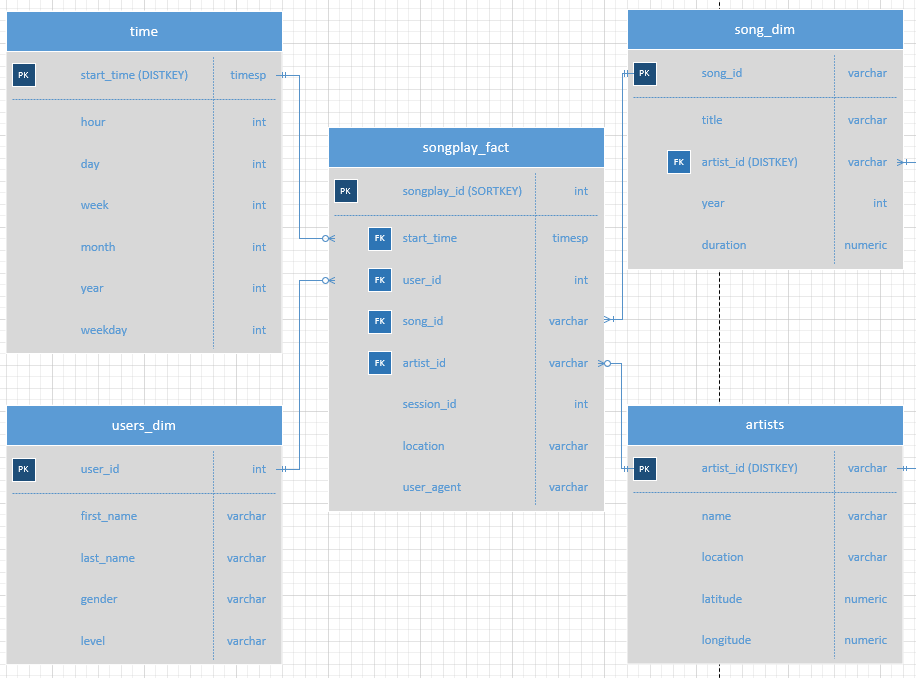 time
PK start_time (DISTKEY) timesp
hour int
day int
week int
month int
year int
weekday int
users_dim
PK user_id int
first_name varchar
last_name varchar
gender varchar
level varchar
songplay_fact
PK songplay_id (SORTKEY) int
FK start_time timesp
FK user_id int
FK song_id varchar
FK artist_id varchar
session_id int
location varchar
user_agent varchar
song_dim
PK song_id varchar
title varchar
FK artist_id (DISTKEY) varchar
year int
duration numeric
artists
PK artist_id (DISTKEY) varchar
name varchar
location varchar
latitude numeric
longitude numeric